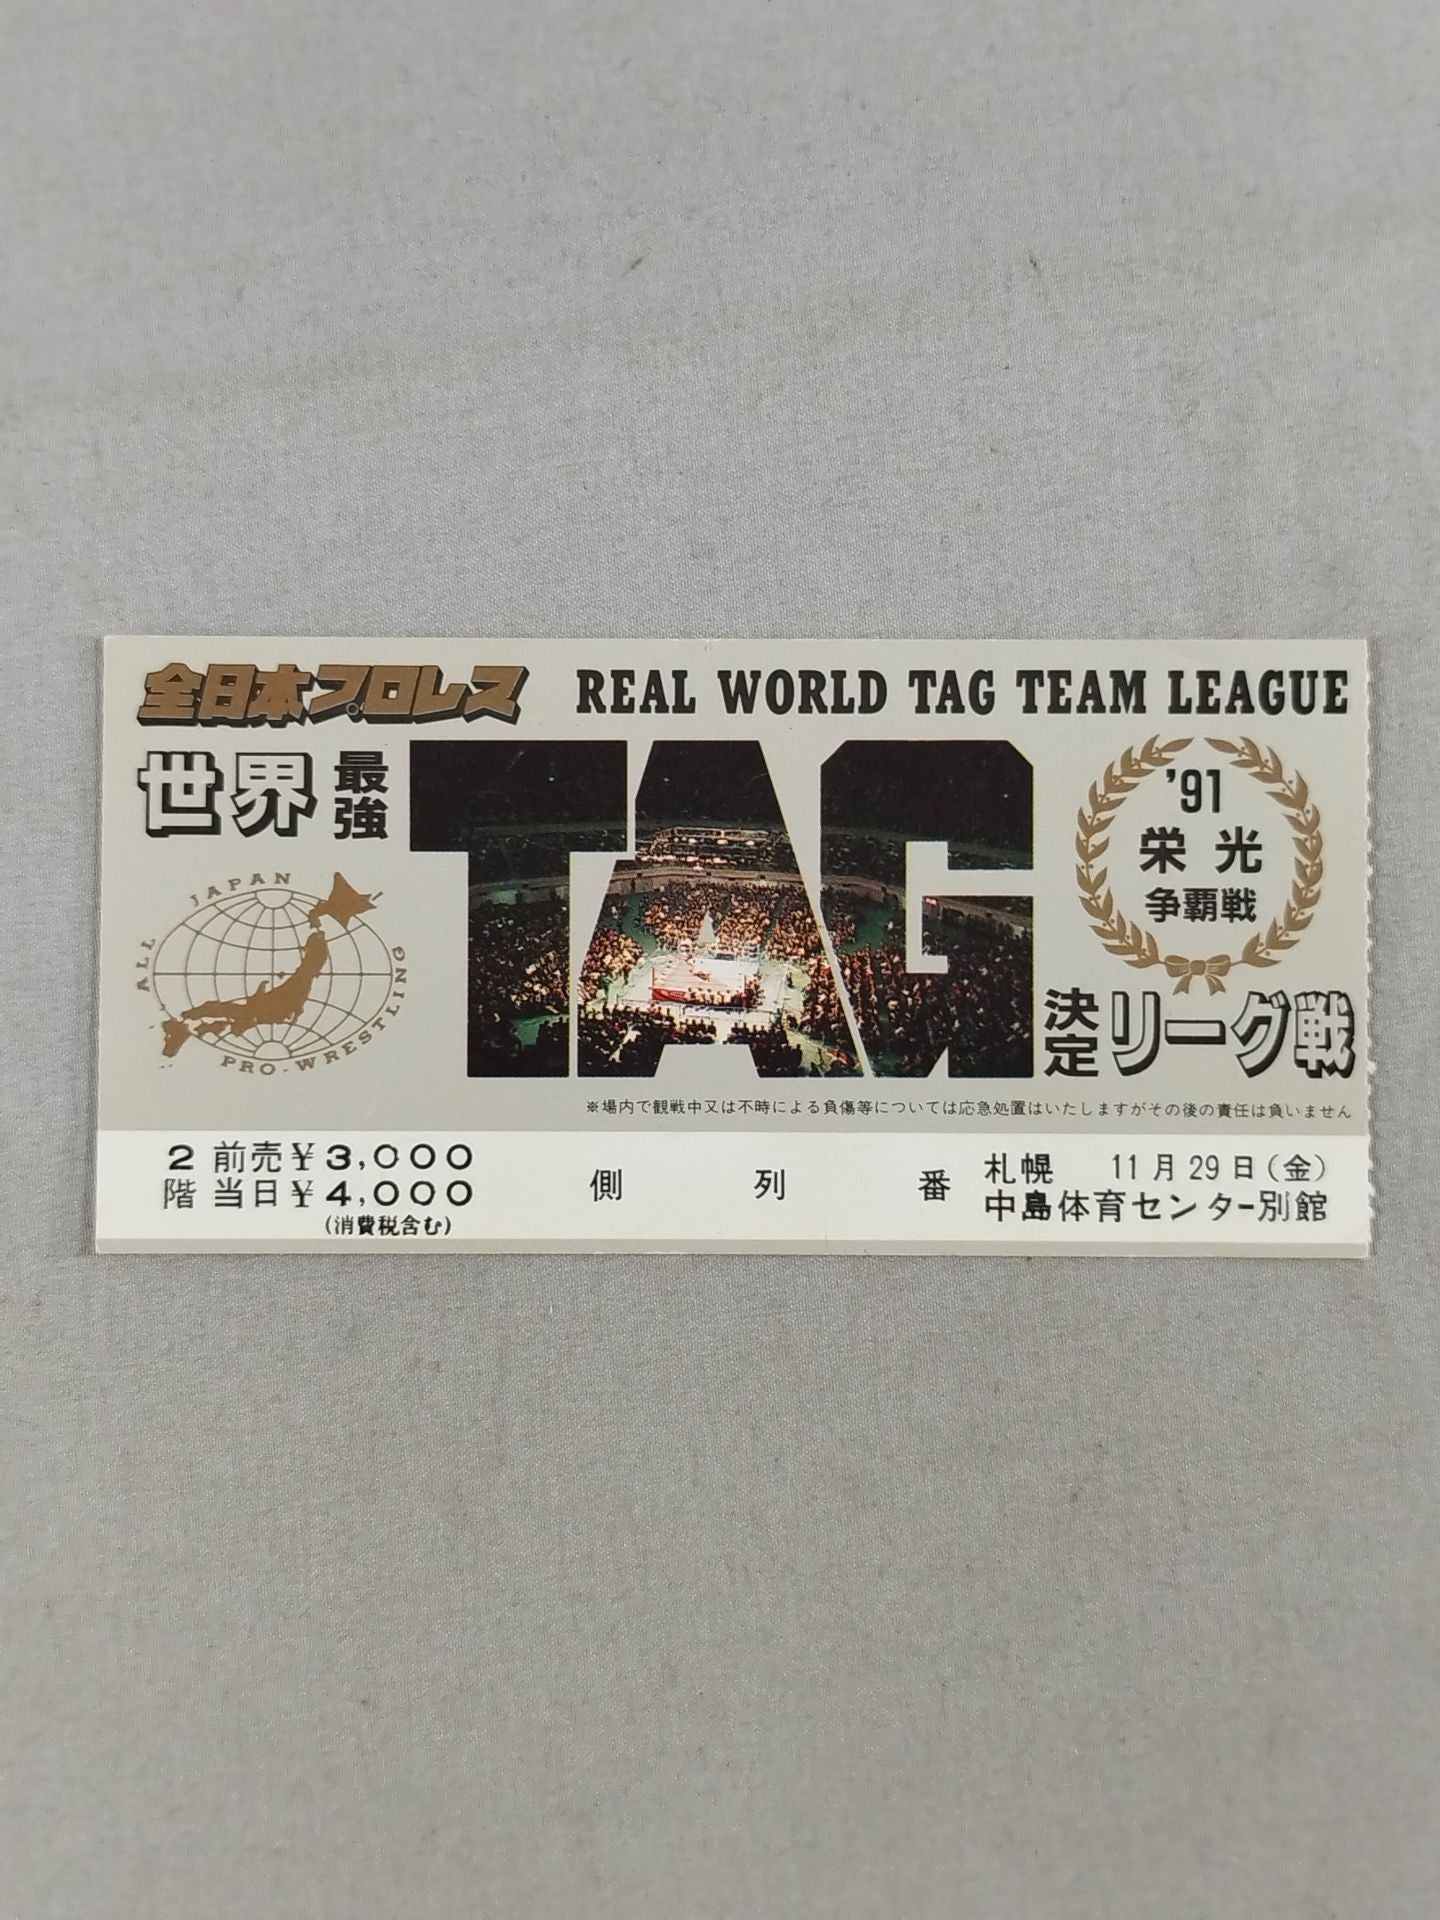 全日本プロレス
REAL WORLD TAG TEAM LEAGUE
世界最強
TAG
決定リーグ戦
'91
栄光
争覇戦
ALL JAPAN PRO-WRESTLING
※場内で観戦中又は不時による負傷等については応急処置はいたしますがその後の責任は負いません
2階 前売¥3,000
当日¥4,000
(消費税含む)
側 列 番
札幌 11月29日(金)
中島体育センター別館